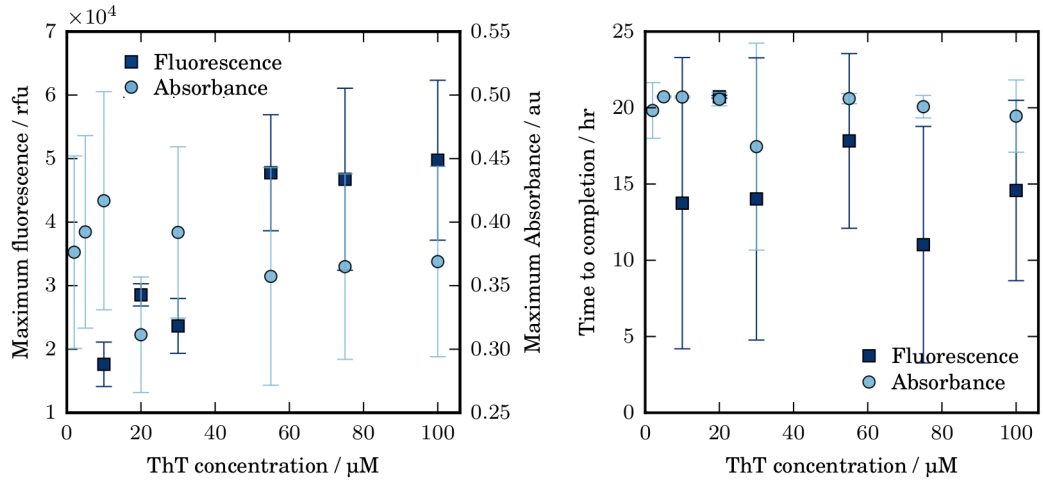 ×10⁴
7
6
5
4
3
2
1
Maximum fluorescence / rfu
Fluorescence
Absorbance
0.55
0.50
0.45
0.40
0.35
0.30
0.25
Maximum Absorbance / au
0 20 40 60 80 100
ThT concentration / μM
25
20
15
10
5
0
Time to completion / hr
Fluorescence
Absorbance
0 20 40 60 80 100
ThT concentration / μM